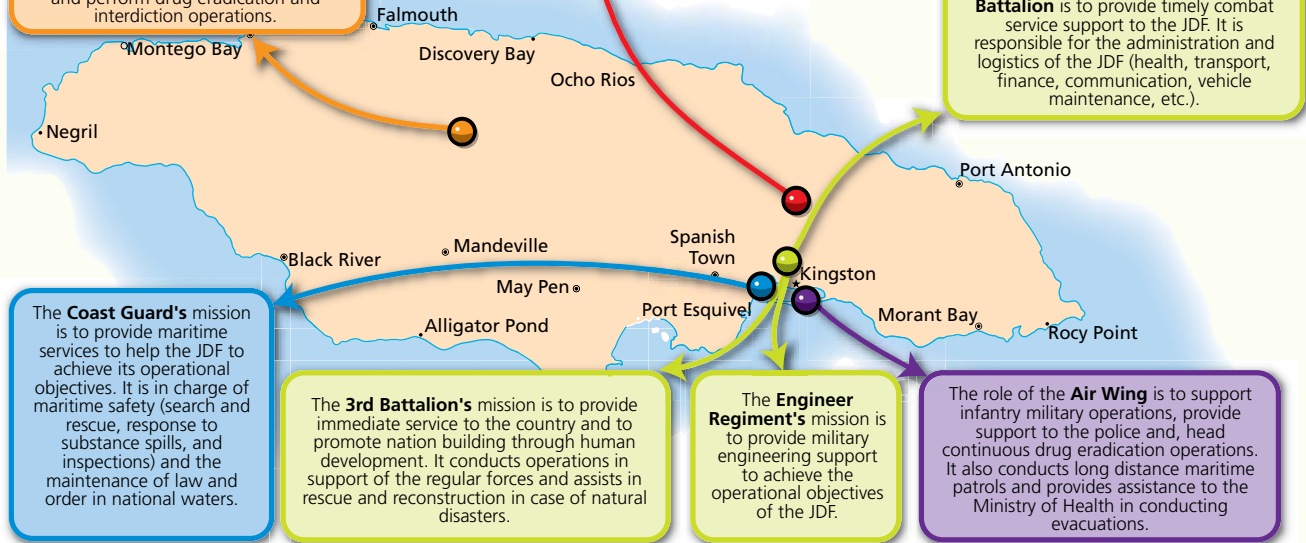 and perform drug eradication and
interdiction operations.
Battalion is to provide timely combat
service support to the JDF. It is
responsible for the administration and
logistics of the JDF (health, transport,
finance, communication, vehicle
maintenance, etc.).
Falmouth
Montego Bay
Discovery Bay
Ocho Rios
Negril
Port Antonio
Spanish
Town
Mandeville
Black River
Kingston
May Pen
Port Esquivel
Morant Bay
Alligator Pond
Rocy Point
The Coast Guard's mission
is to provide maritime
services to help the JDF to
achieve its operational
objectives. It is in charge of
maritime safety (search and
rescue, response to
substance spills, and
inspections) and the
maintenance of law and
order in national waters.
The 3rd Battalion's mission is to provide
immediate service to the country and to
promote nation building through human
development. It conducts operations in
support of the regular forces and assists in
rescue and reconstruction in case of natural
disasters.
The Engineer
Regiment's mission is
to provide military
engineering support
to achieve the
operational objectives
of the JDF.
The role of the Air Wing is to support
infantry military operations, provide
support to the police and, head
continuous drug eradication operations.
It also conducts long distance maritime
patrols and provides assistance to the
Ministry of Health in conducting
evacuations.